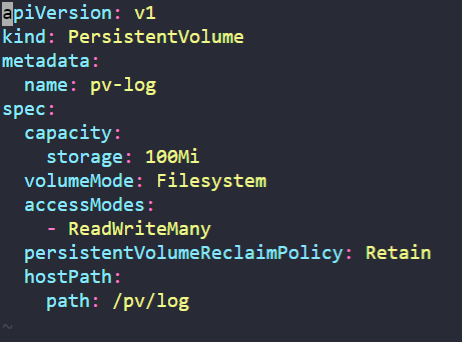 apiVersion: v1
kind: PersistentVolume
metadata:
  name: pv-log
spec:
  capacity:
    storage: 100Mi
  volumeMode: Filesystem
  accessModes:
    - ReadWriteMany
  persistentVolumeReclaimPolicy: Retain
  hostPath:
    path: /pv/log
~